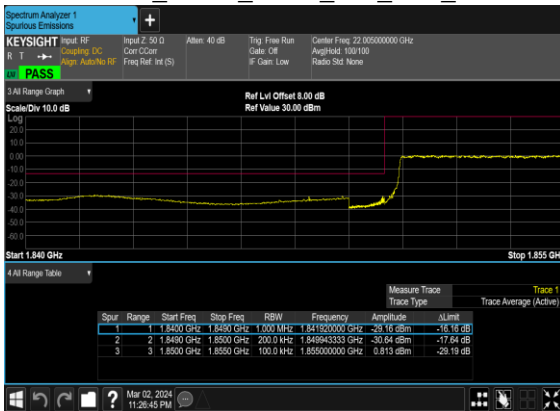 Spectrum Analyzer 1
Spurious Emissions
+
KEYSIGHT Input: RF Input Z: 50 Ω Atten: 40 dB Trig: Free Run Center Freq: 22.005000000 GHz
R T Coupling: DC Corr CCorr Gate: Off Avg|Hold: 100/100
Align: Auto/No RF Freq Ref: Int (S) IF Gain: Low Radio Std: None
LXI PASS
3 All Range Graph
Ref Lvl Offset 8.00 dB
Scale/Div 10.0 dB Ref Value 30.00 dBm
Log
20.0
10.0
0.00
-10.0
-20.0
-30.0
-40.0
-50.0
-60.0
Start 1.840 GHz Stop 1.855 GH
4 All Range Table
Measure Trace Trace 1
Trace Type Trace Average (Active)
Spur Range Start Freq Stop Freq RBW Frequency Amplitude ΔLimit
1 1 1.8400 GHz 1.8490 GHz 1.000 MHz 1.841920000 GHz -29.16 dBm -16.16 dB
2 2 1.8490 GHz 1.8500 GHz 200.0 kHz 1.849943333 GHz -30.64 dBm -17.64 dB
3 3 1.8500 GHz 1.8550 GHz 100.0 kHz 1.855000000 GHz 0.813 dBm -29.19 dB
? Mar 02, 2024
11:26:45 PM